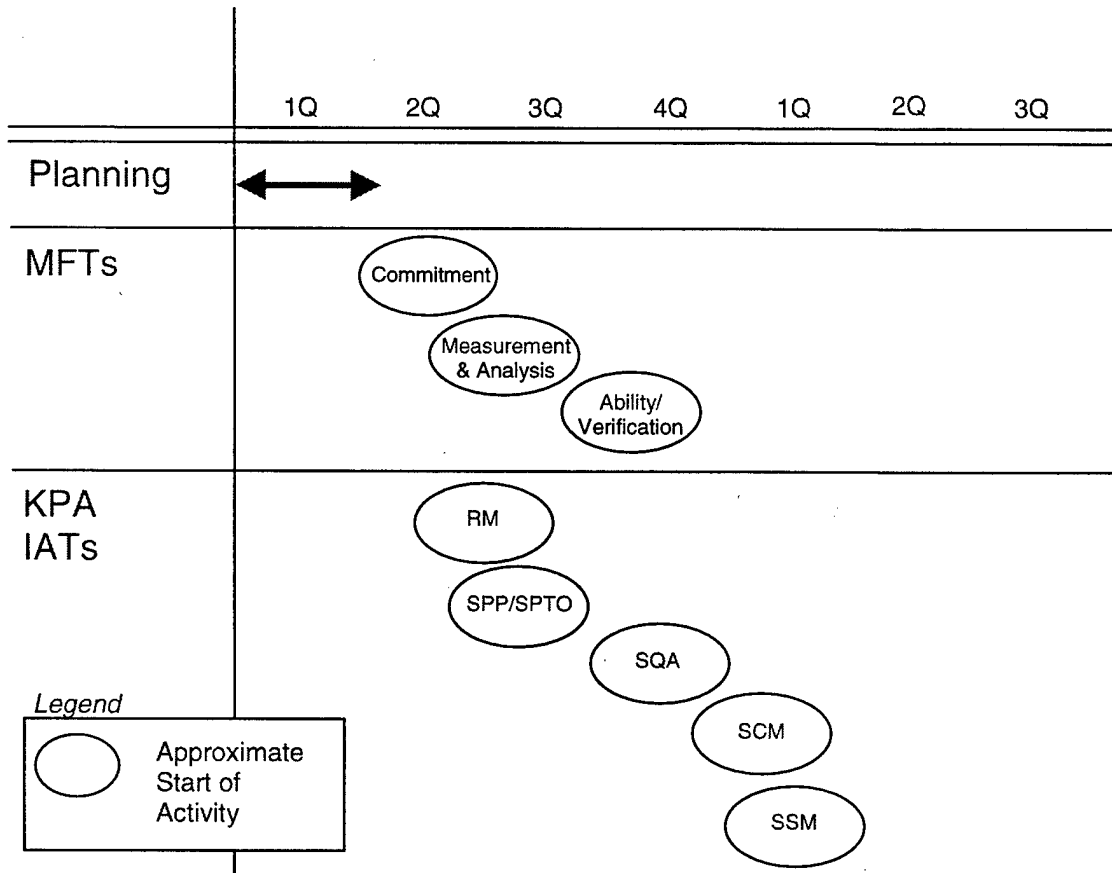 1Q 2Q 3Q 4Q 1Q 2Q 3Q
Planning
MFTs
Commitment
Measurement
& Analysis
Ability/
Verification
KPA
IATs
RM
SPP/SPTO
SQA
SCM
SSM
Legend
Approximate
Start of
Activity